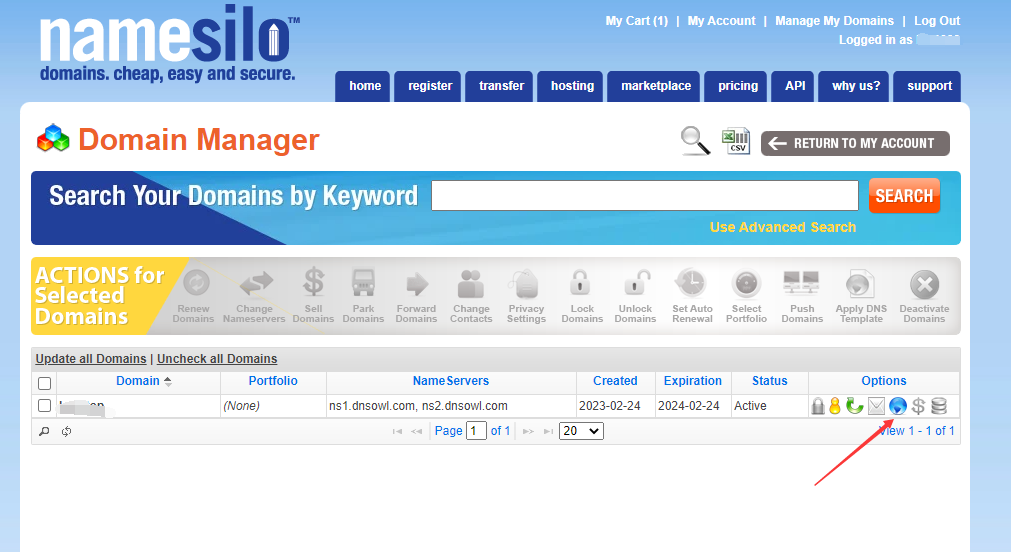 namesilo™
domains. cheap, easy and secure.
My Cart (1) | My Account | Manage My Domains | Log Out
Logged in as
home register transfer hosting marketplace pricing API why us? support
Domain Manager
CSV
RETURN TO MY ACCOUNT
Search Your Domains by Keyword
SEARCH
Use Advanced Search
ACTIONS for
Selected
Domains
Renew Domains
Change Nameservers
Sell Domains
Park Domains
Forward Domains
Change Contacts
Privacy Settings
Lock Domains
Unlock Domains
Set Auto Renewal
Select Portfolio
Push Domains
Apply DNS Template
Deactivate Domains
Update all Domains | Uncheck all Domains
Domain Portfolio NameServers Created Expiration Status Options
(None) ns1.dnsowl.com, ns2.dnsowl.com 2023-02-24 2024-02-24 Active
Page 1 of 1 20 View 1 - 1 of 1